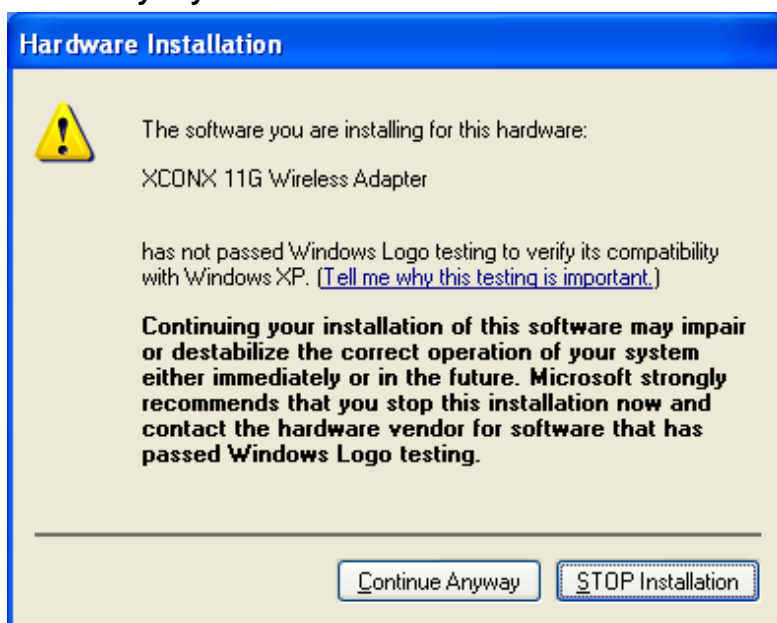 Hardware Installation
The software you are installing for this hardware:
XCONX 11G Wireless Adapter
has not passed Windows Logo testing to verify its compatibility
with Windows XP. (Tell me why this testing is important.)
Continuing your installation of this software may impair
or destabilize the correct operation of your system
either immediately or in the future. Microsoft strongly
recommends that you stop this installation now and
contact the hardware vendor for software that has
passed Windows Logo testing.
Continue Anyway STOP Installation